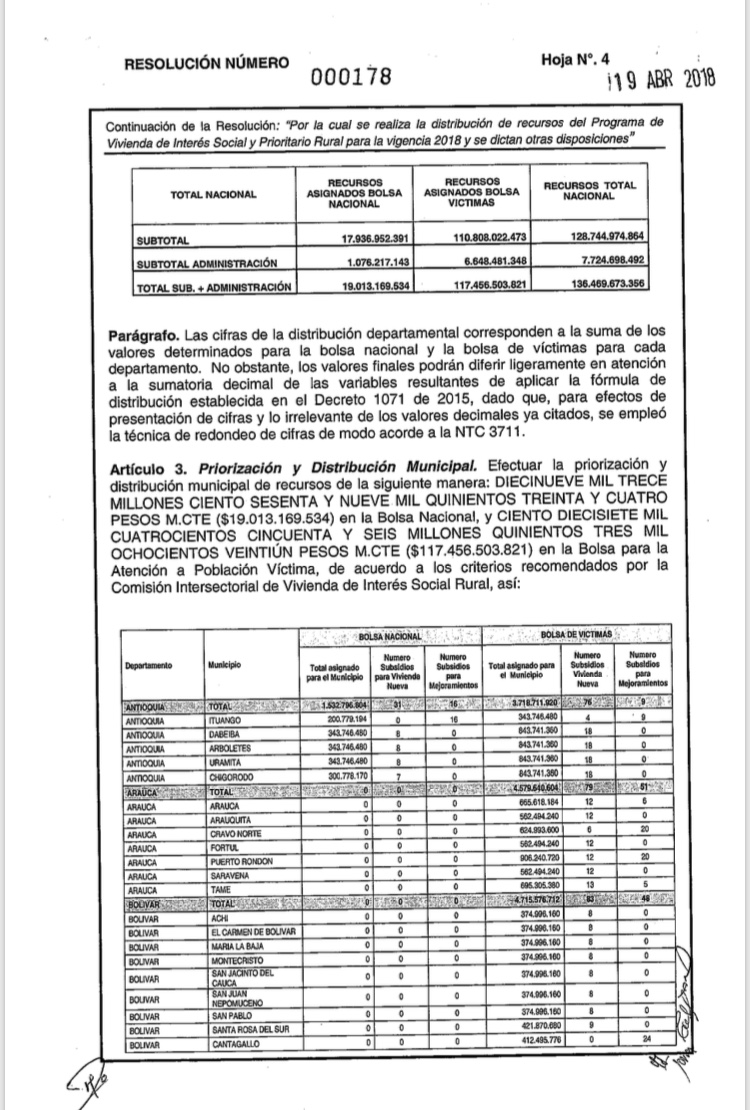 RESOLUCIÓN NÚMERO 000178 Hoja Nº. 4
19 ABR 2018
Continuación de la Resolución: "Por la cual se realiza la distribución de recursos del Programa de
Vivienda de Interés Social y Prioritario Rural para la vigencia 2018 y se dictan otras disposiciones"
TOTAL NACIONAL RECURSOS ASIGNADOS BOLSA NACIONAL RECURSOS ASIGNADOS BOLSA VICTIMAS RECURSOS TOTAL NACIONAL
SUBTOTAL 17.936.952.391 110.808.022.473 128.744.974.864
SUBTOTAL ADMINISTRACIÓN 1.076.217.143 6.648.481.348 7.724.698.492
TOTAL SUB. + ADMINISTRACIÓN 19.013.169.534 117.456.503.821 136.469.673.356
Parágrafo. Las cifras de la distribución departamental corresponden a la suma de los
valores determinados para la bolsa nacional y la bolsa de víctimas para cada
departamento. No obstante, los valores finales podrán diferir ligeramente en atención
a la sumatoria decimal de las variables resultantes de aplicar la fórmula de
distribución establecida en el Decreto 1071 de 2015, dado que, para efectos de
presentación de cifras y lo irrelevante de los valores decimales ya citados, se empleó
la técnica de redondeo de cifras de modo acorde a la NTC 3711.
Artículo 3. Priorización y Distribución Municipal. Efectuar la priorización y
distribución municipal de recursos de la siguiente manera: DIECINUEVE MIL TRECE
MILLONES CIENTO SESENTA Y NUEVE MIL QUINIENTOS TREINTA Y CUATRO
PESOS M.CTE ($19.013.169.534) en la Bolsa Nacional, y CIENTO DIECISIETE MIL
CUATROCIENTOS CINCUENTA Y SEIS MILLONES QUINIENTOS TRES MIL
OCHOCIENTOS VEINTIÚN PESOS M.CTE ($117.456.503.821) en la Bolsa para la
Atención a Población Víctima, de acuerdo a los criterios recomendados por la
Comisión Intersectorial de Vivienda de Interés Social Rural, así:
BOLSA NACIONAL BOLSA DE VICTIMAS
Departamento Municipio Total asignado para el Municipio Numero Subsidios para Vivienda Nueva Numero Subsidios para Mejoramientos Total asignado para el Municipio Numero Subsidios Vivienda Nueva Numero Subsidios para Mejoramientos
ANTIOQUIA TOTAL 31 16 3.718.711.920 76 9
ANTIOQUIA ITUANGO 200.779.194 0 16 343.746.480 4 9
ANTIOQUIA DABEIBA 343.746.480 8 0 843.741.360 18 0
ANTIOQUIA ARBOLETES 343.746.480 8 0 843.741.360 18 0
ANTIOQUIA URAMITA 343.746.480 8 0 843.741.360 18 0
ANTIOQUIA CHIGORODO 300.778.170 7 0 843.741.360 18 0
ARAUCA TOTAL 0 0 0 4.579.640.604 79 51
ARAUCA ARAUCA 0 0 0 665.618.184 12 6
ARAUCA ARAUQUITA 0 0 0 562.494.240 12 0
ARAUCA CRAVO NORTE 0 0 0 624.993.600 6 20
ARAUCA FORTUL 0 0 0 562.494.240 12 0
ARAUCA PUERTO RONDON 0 0 0 906.240.720 12 20
ARAUCA SARAVENA 0 0 0 562.494.240 12 0
ARAUCA TAME 0 0 0 695.305.380 13 5
BOLIVAR TOTAL 0 0 0 4.715.576.712 83 48
BOLIVAR ACHI 0 0 0 374.996.160 8 0
BOLIVAR EL CARMEN DE BOLIVAR 0 0 0 374.996.160 8 0
BOLIVAR MARIA LA BAJA 0 0 0 374.996.160 8 0
BOLIVAR MONTECRISTO 0 0 0 374.996.160 8 0
BOLIVAR SAN JACINTO DEL CAUCA 0 0 0 374.996.160 8 0
BOLIVAR SAN JUAN NEPOMUCENO 0 0 0 374.996.160 8 0
BOLIVAR SAN PABLO 0 0 0 374.996.160 8 0
BOLIVAR SANTA ROSA DEL SUR 0 0 0 421.870.680 9 0
BOLIVAR CANTAGALLO 0 0 0 412.495.776 0 24